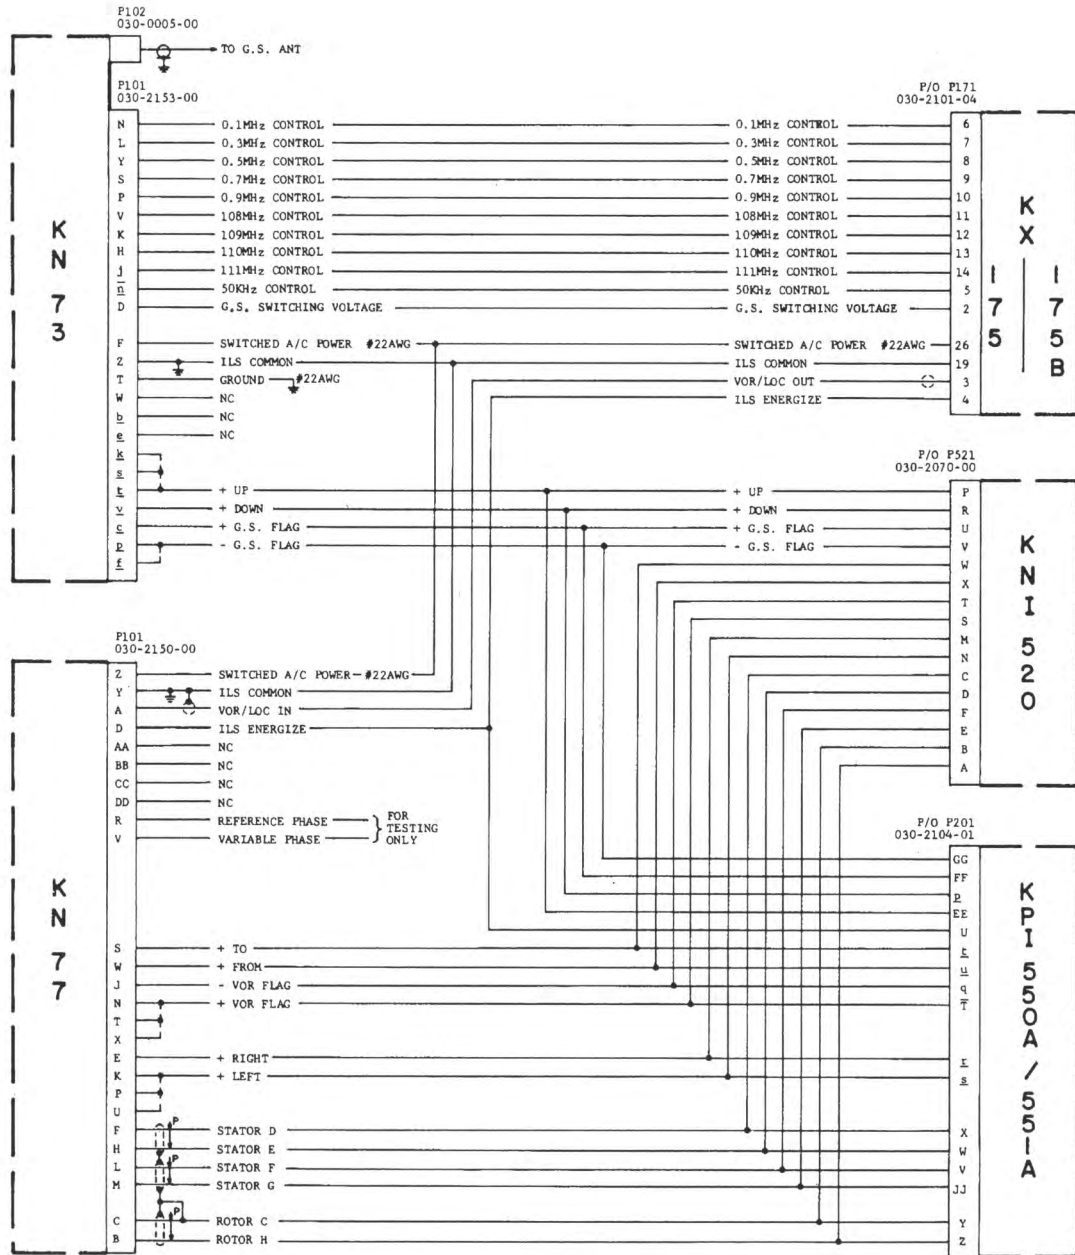 P102
030-0005-00
TO G.S. ANT
P101
030-2153-00
P/O P171
030-2101-04
N 0.1MHz CONTROL 0.1MHz CONTROL 6
L 0.3MHz CONTROL 0.3MHz CONTROL 7
Y 0.5MHz CONTROL 0.5MHz CONTROL 8
S 0.7MHz CONTROL 0.7MHz CONTROL 9
P 0.9MHz CONTROL 0.9MHz CONTROL 10
V 108MHz CONTROL 108MHz CONTROL 11
K 109MHz CONTROL 109MHz CONTROL 12
H 110MHz CONTROL 110MHz CONTROL 13
j 111MHz CONTROL 111MHz CONTROL 14
n 50KHz CONTROL 50KHz CONTROL 5
D G.S. SWITCHING VOLTAGE G.S. SWITCHING VOLTAGE 2
F SWITCHED A/C POWER #22AWG SWITCHED A/C POWER #22AWG 26
Z ILS COMMON ILS COMMON 19
T GROUND #22AWG VOR/LOC OUT 3
W NC ILS ENERGIZE 4
b NC
e NC
k
s
t + UP + UP P
v + DOWN + DOWN R
c + G.S. FLAG + G.S. FLAG U
p - G.S. FLAG - G.S. FLAG V
f
KN 73
KX 175 175B
P/O P521
030-2070-00
W
X
T
S
M
N
C
D
F
E
B
A
KNI 520
P101
030-2150-00
Z SWITCHED A/C POWER #22AWG
Y ILS COMMON
A VOR/LOC IN
D ILS ENERGIZE
AA NC
BB NC
CC NC
DD NC
R REFERENCE PHASE
V VARIABLE PHASE
FOR
TESTING
ONLY
P/O P201
030-2104-01
GG
FF
p
EE
U
S + TO t
W + FROM u
J - VOR FLAG q
N + VOR FLAG T
T
X
E + RIGHT r
K + LEFT s
P
U
F P STATOR D X
H STATOR E W
L P STATOR F V
M STATOR G JJ
C P ROTOR C Y
B ROTOR H Z
KN 77
KPI 550A/551A